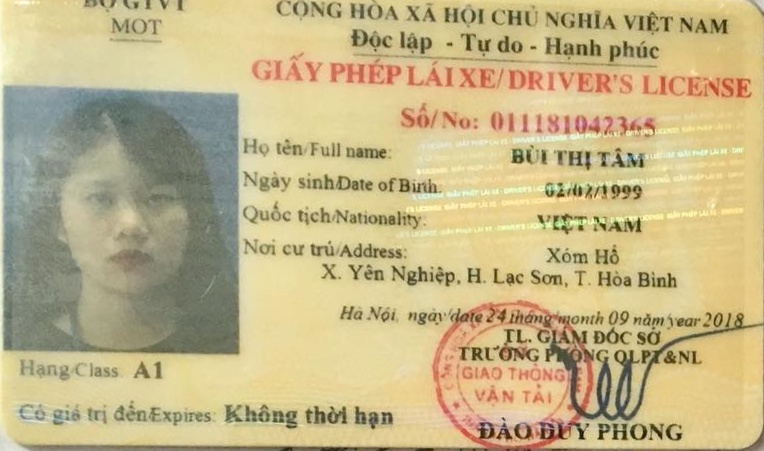 BỘ GTVT
MOT
CỘNG HÒA XÃ HỘI CHỦ NGHĨA VIỆT NAM
Độc lập - Tự do - Hạnh phúc
GIẤY PHÉP LÁI XE/DRIVER'S LICENSE
Số/No: 011181042365
Họ tên/Full name: BÙI THỊ TÂM
Ngày sinh/Date of Birth: 02/02/1999
Quốc tịch/Nationality: VIỆT NAM
Nơi cư trú/Address: Xóm Hổ
X. Yên Nghiệp, H. Lạc Sơn, T. Hòa Bình
Hà Nội, ngày/date 24 tháng/month 09 năm/year 2018
TL. GIÁM ĐỐC SỞ
TRƯỞNG PHÒNG QLPT&NL
GIAO THÔNG
VẬN TẢI
Hạng/Class: A1
Có giá trị đến/Expires: Không thời hạn
ĐÀO DUY PHONG